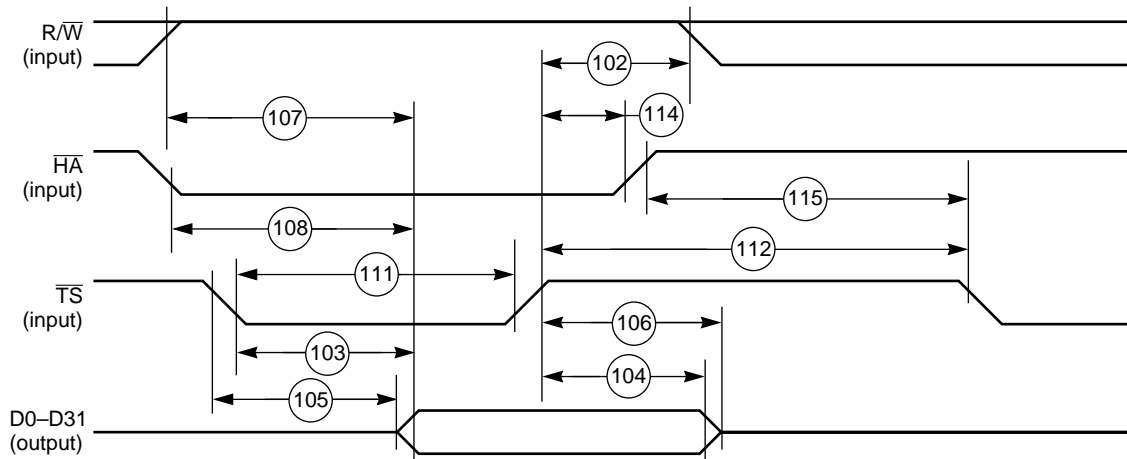 R/W̅
(input)
102
107
114
H̅A̅
(input)
115
108
112
111
T̅S̅
(input)
106
103
104
105
D0–D31
(output)